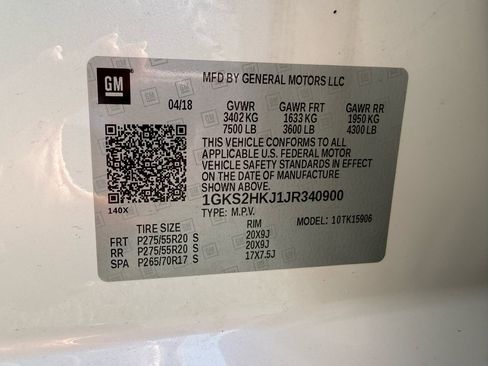 GM
MFD BY GENERAL MOTORS LLC
04/18 GVWR GAWR FRT GAWR RR
3402 KG 1633 KG 1950 KG
7500 LB 3600 LB 4300 LB
THIS VEHICLE CONFORMS TO ALL
APPLICABLE U.S. FEDERAL MOTOR
VEHICLE SAFETY STANDARDS IN
EFFECT ON THE DATE OF MANUFACTURE
SHOWN ABOVE.
140X
1GKS2HKJ1JR340900
TYPE: M.P.V. MODEL: 10TK15906
TIRE SIZE RIM
FRT P275/55R20 S 20X9J
RR P275/55R20 S 20X9J
SPA P265/70R17 S 17X7.5J